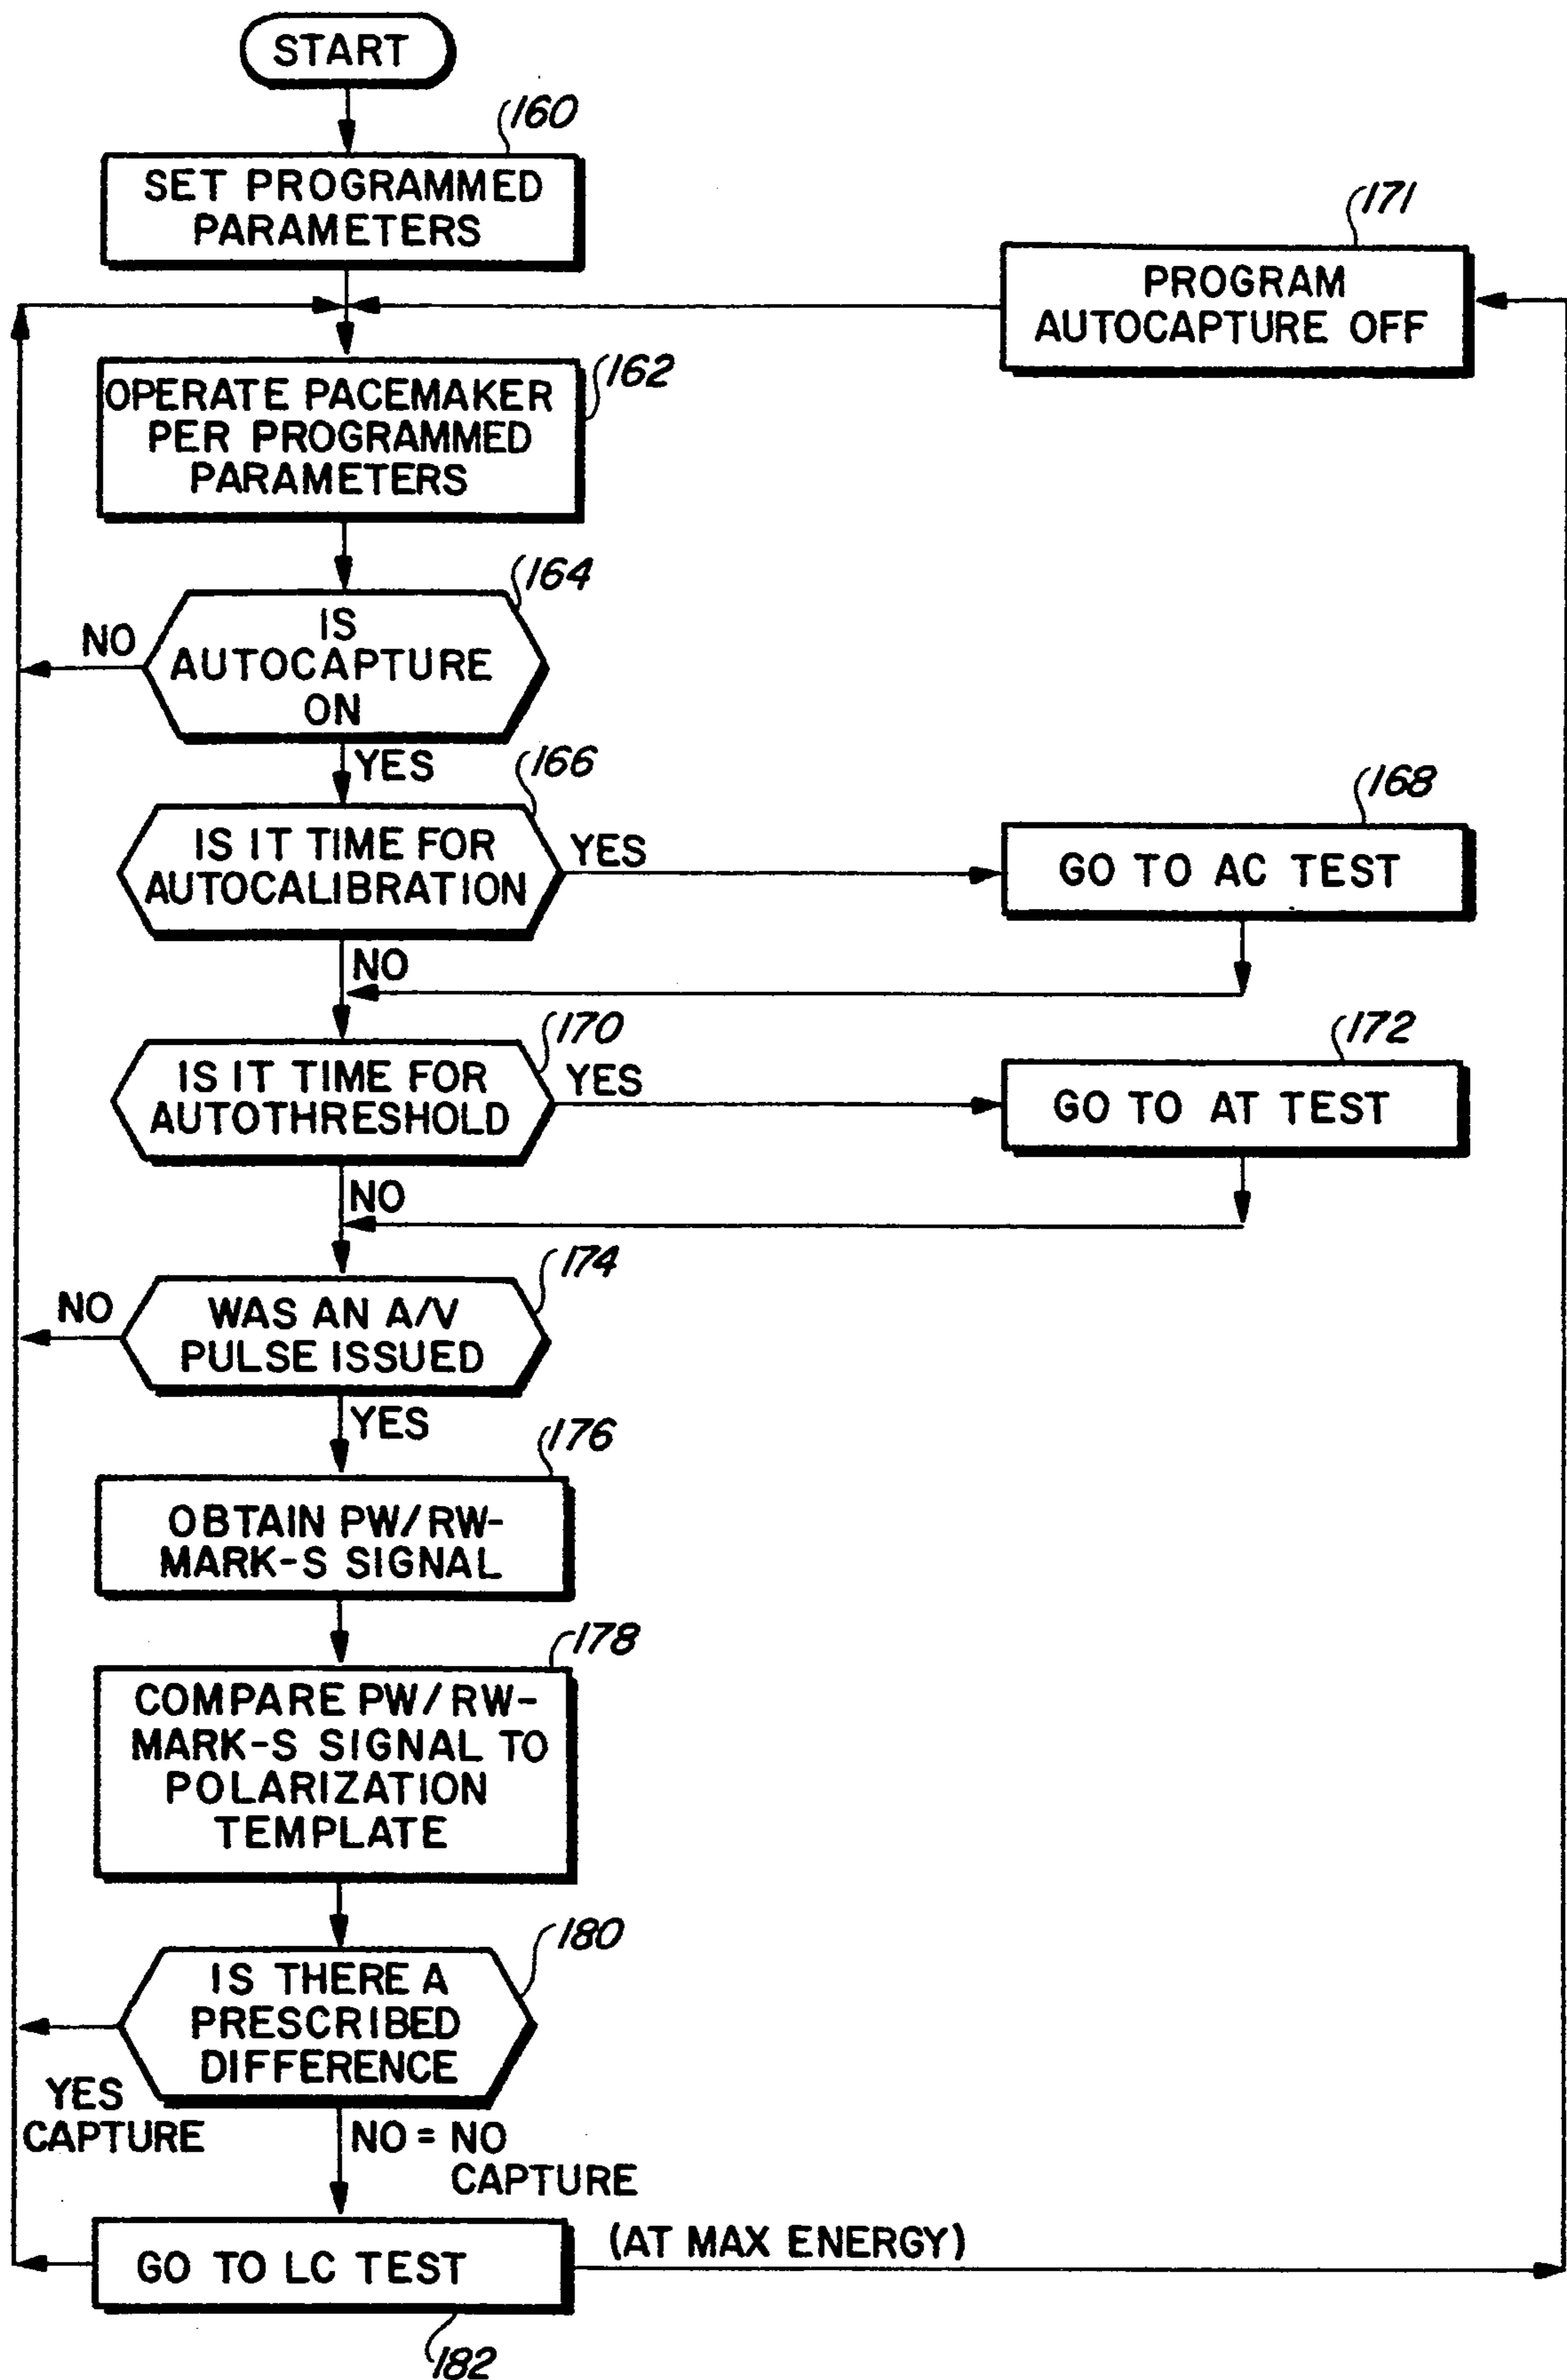 START
160
SET PROGRAMMED
PARAMETERS
171
PROGRAM
AUTOCAPTURE OFF
162
OPERATE PACEMAKER
PER PROGRAMMED
PARAMETERS
164
IS
AUTOCAPTURE
ON
NO
YES
166
IS IT TIME FOR
AUTOCALIBRATION
YES
168
GO TO AC TEST
NO
170
IS IT TIME FOR
AUTOTHRESHOLD
YES
172
GO TO AT TEST
NO
174
WAS AN A/V
PULSE ISSUED
NO
YES
176
OBTAIN PW/RW-
MARK-S SIGNAL
178
COMPARE PW/RW-
MARK-S SIGNAL TO
POLARIZATION
TEMPLATE
180
IS THERE A
PRESCRIBED
DIFFERENCE
YES
CAPTURE
NO = NO
CAPTURE
GO TO LC TEST
(AT MAX ENERGY)
182